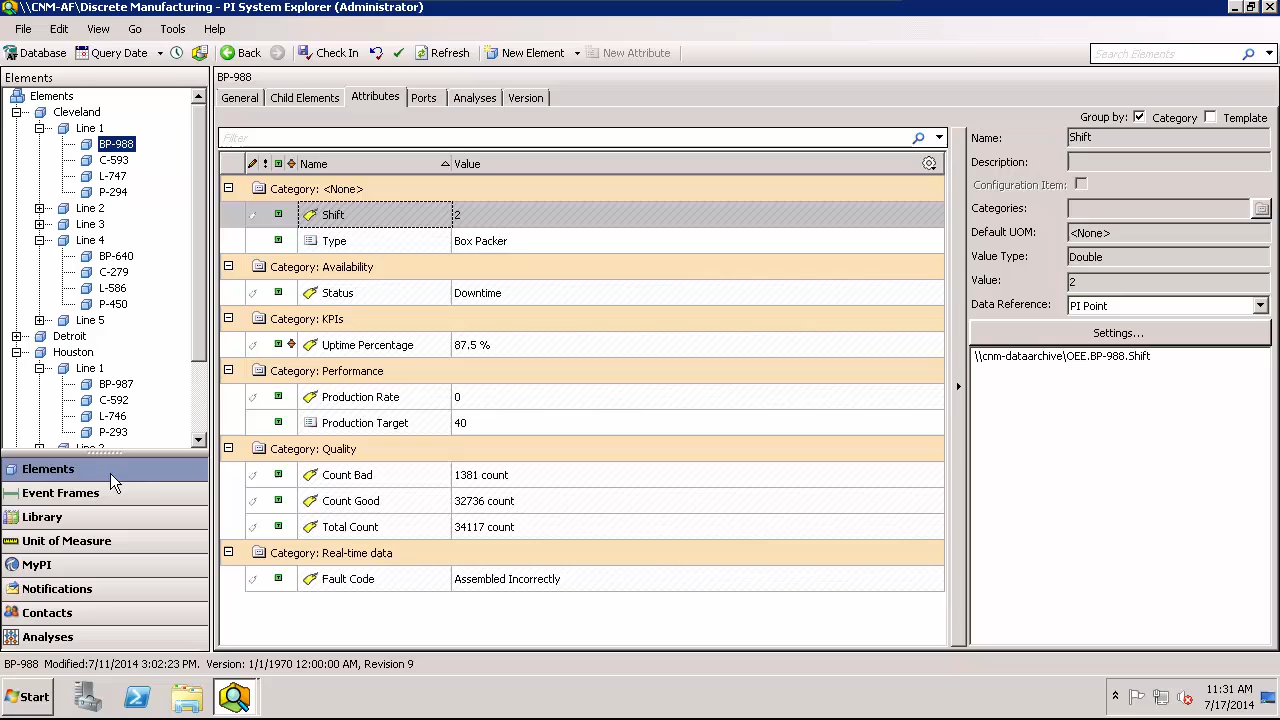 \\CNM-AF\Discrete Manufacturing - PI System Explorer (Administrator)
File Edit View Go Tools Help
Database Query Date Back Check In Refresh New Element New Attribute Search Elements
Elements
BP-988
Elements
Cleveland
Line 1
BP-988
C-593
L-747
P-294
Line 2
Line 3
Line 4
BP-640
C-279
L-586
P-450
Line 5
Detroit
Houston
Line 1
BP-987
C-592
L-746
P-293
Elements
Event Frames
Library
Unit of Measure
MyPI
Notifications
Contacts
Analyses
General Child Elements Attributes Ports Analyses Version
Group by: Category Template
Filter
Name Value
Category: <None>
Shift 2
Type Box Packer
Category: Availability
Status Downtime
Category: KPIs
Uptime Percentage 87.5 %
Category: Performance
Production Rate 0
Production Target 40
Category: Quality
Count Bad 1381 count
Count Good 32736 count
Total Count 34117 count
Category: Real-time data
Fault Code Assembled Incorrectly
Name: Shift
Description:
Configuration Item:
Categories:
Default UOM: <None>
Value Type: Double
Value: 2
Data Reference: PI Point
Settings...
\\cnm-dataarchive\OEE.BP-988.Shift
BP-988 Modified:7/11/2014 3:02:23 PM. Version: 1/1/1970 12:00:00 AM, Revision 9
Start
11:31 AM
7/17/2014